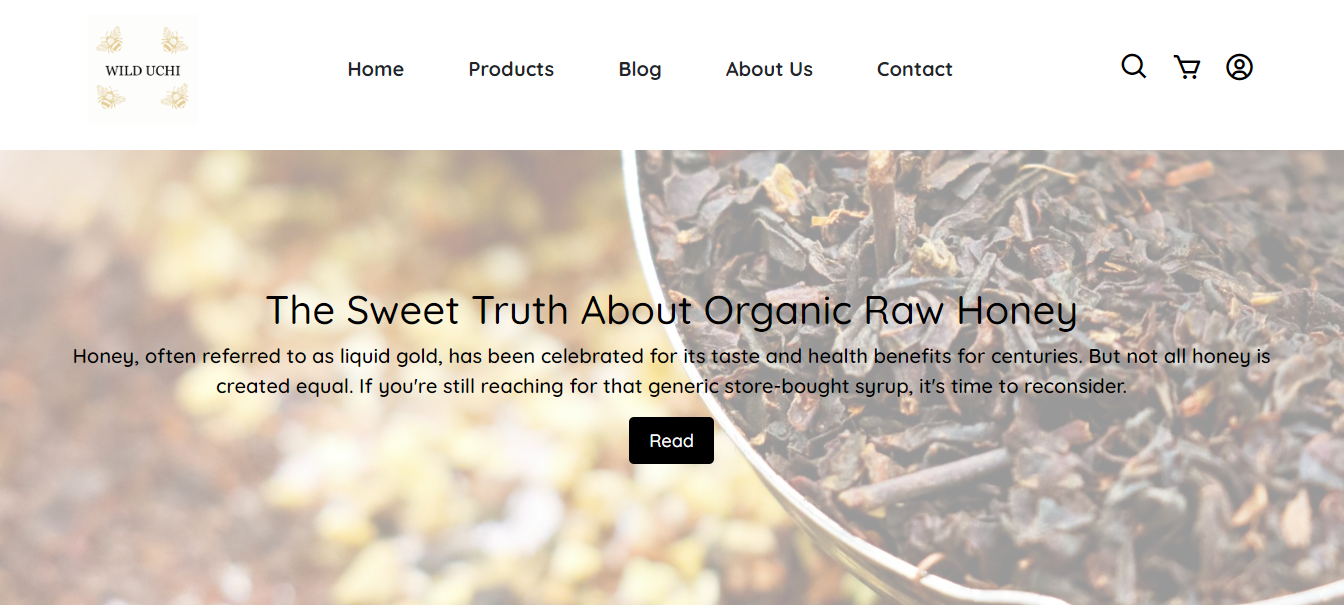 WILD UCHI
Home Products Blog About Us Contact
The Sweet Truth About Organic Raw Honey
Honey, often referred to as liquid gold, has been celebrated for its taste and health benefits for centuries. But not all honey is
created equal. If you're still reaching for that generic store-bought syrup, it's time to reconsider.
Read